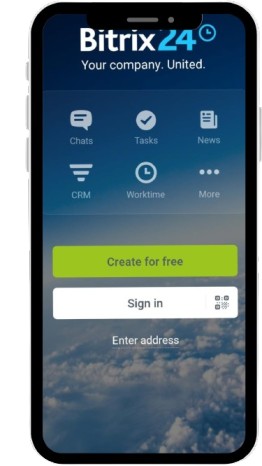 Bitrix24
Your company. United.
Chats
Tasks
News
CRM
Worktime
More
Create for free
Sign in
Enter address